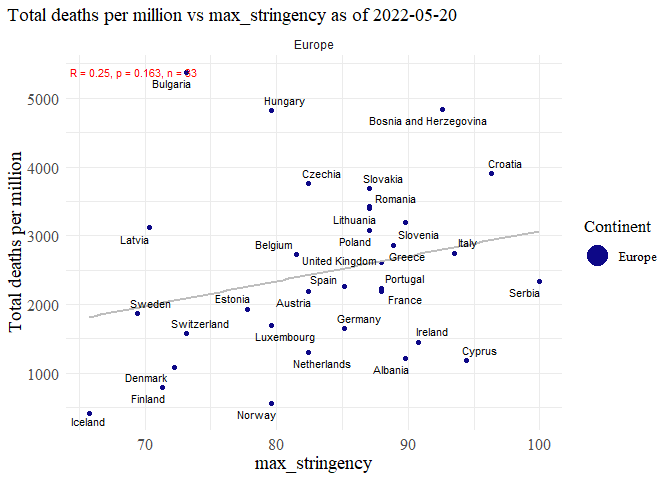 Total deaths per million vs max_stringency as of 2022-05-20
Europe
R = 0.25, p = 0.163, n = 33
Bulgaria
Hungary
Bosnia and Herzegovina
Croatia
Czechia
Slovakia
Romania
Lithuania
Latvia
Poland
Slovenia
Belgium
Italy
United Kingdom
Greece
Spain
Portugal
Serbia
Sweden
Estonia
Austria
France
Switzerland
Germany
Luxembourg
Ireland
Netherlands
Cyprus
Albania
Denmark
Finland
Norway
Iceland
5000
4000
3000
2000
1000
Total deaths per million
70
80
90
100
max_stringency
Continent
Europe